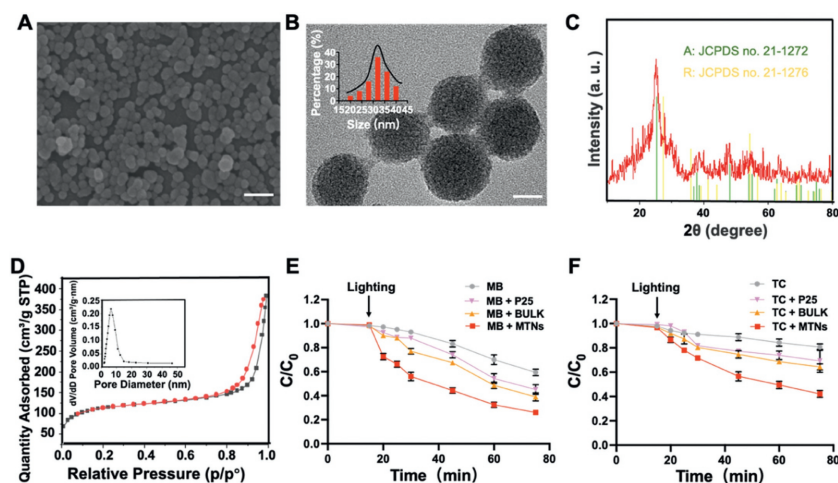 A
B
Percentage (%)
45
30
15
0
15202530354045
Size (nm)
C
Intensity (a. u. )
A: JCPDS no. 21-1272
R: JCPDS no. 21-1276
20
40
60
80
2θ (degree)
D
Quantity Adsorbed (cm³/g STP)
400
350
300
250
200
150
100
50
dV/dD Pore Volume (cm³/g·nm)
0.25
0.20
0.15
0.10
0.05
0.00
0 10 20 30 40 50
Pore Diameter (nm)
0.0 0.2 0.4 0.6 0.8 1.0
Relative Pressure (p/p°)
E
Lighting
MB
MB + P25
MB + BULK
MB + MTNs
C/C₀
1.2
1.0
0.8
0.6
0.4
0.2
0.0
0 20 40 60 80
Time (min)
F
Lighting
TC
TC + P25
TC + BULK
TC + MTNs
C/C₀
1.2
1.0
0.8
0.6
0.4
0.2
0.0
0 20 40 60 80
Time (min)